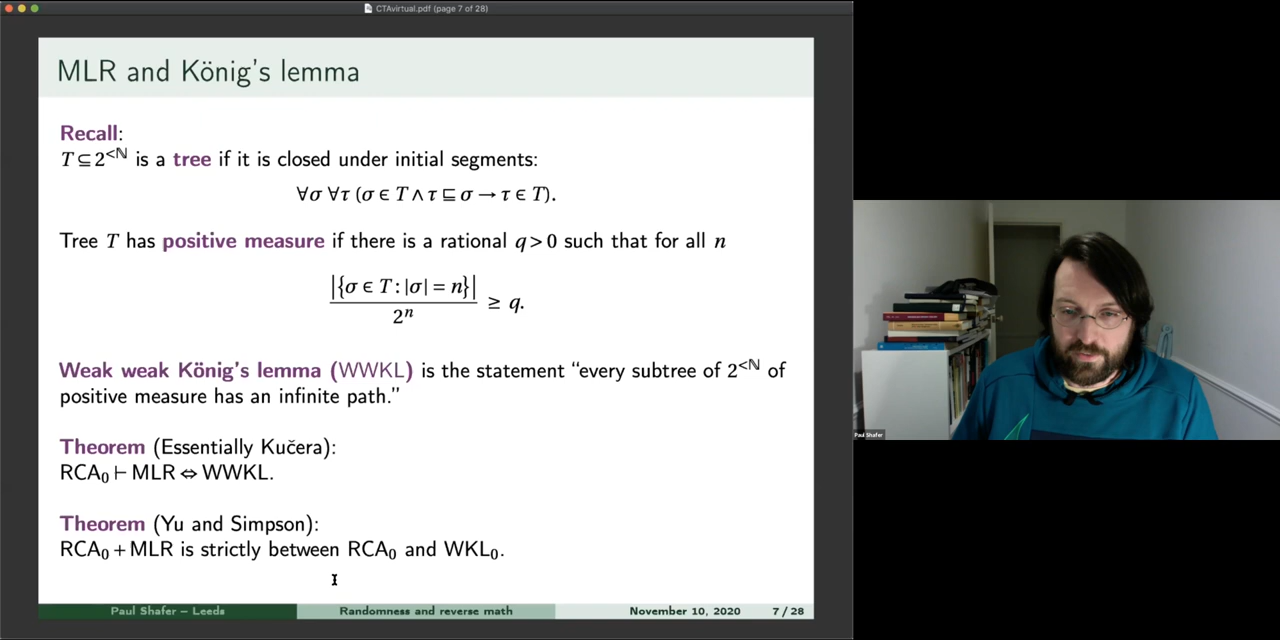 CTAvirtual.pdf (page 7 of 28)
MLR and König's lemma
Recall:
T ⊆ 2^{<ℕ} is a tree if it is closed under initial segments:
∀σ ∀τ (σ ∈ T ∧ τ ⊑ σ → τ ∈ T).
Tree T has positive measure if there is a rational q > 0 such that for all n
|{σ ∈ T : |σ| = n}| / 2^n ≥ q.
Weak weak König's lemma (WWKL) is the statement "every subtree of 2^{<ℕ} of
positive measure has an infinite path."
Theorem (Essentially Kučera):
RCA₀ ⊢ MLR ⇔ WWKL.
Theorem (Yu and Simpson):
RCA₀ + MLR is strictly between RCA₀ and WKL₀.
Paul Shafer – Leeds Randomness and reverse math November 10, 2020 7 / 28
Paul Shafer